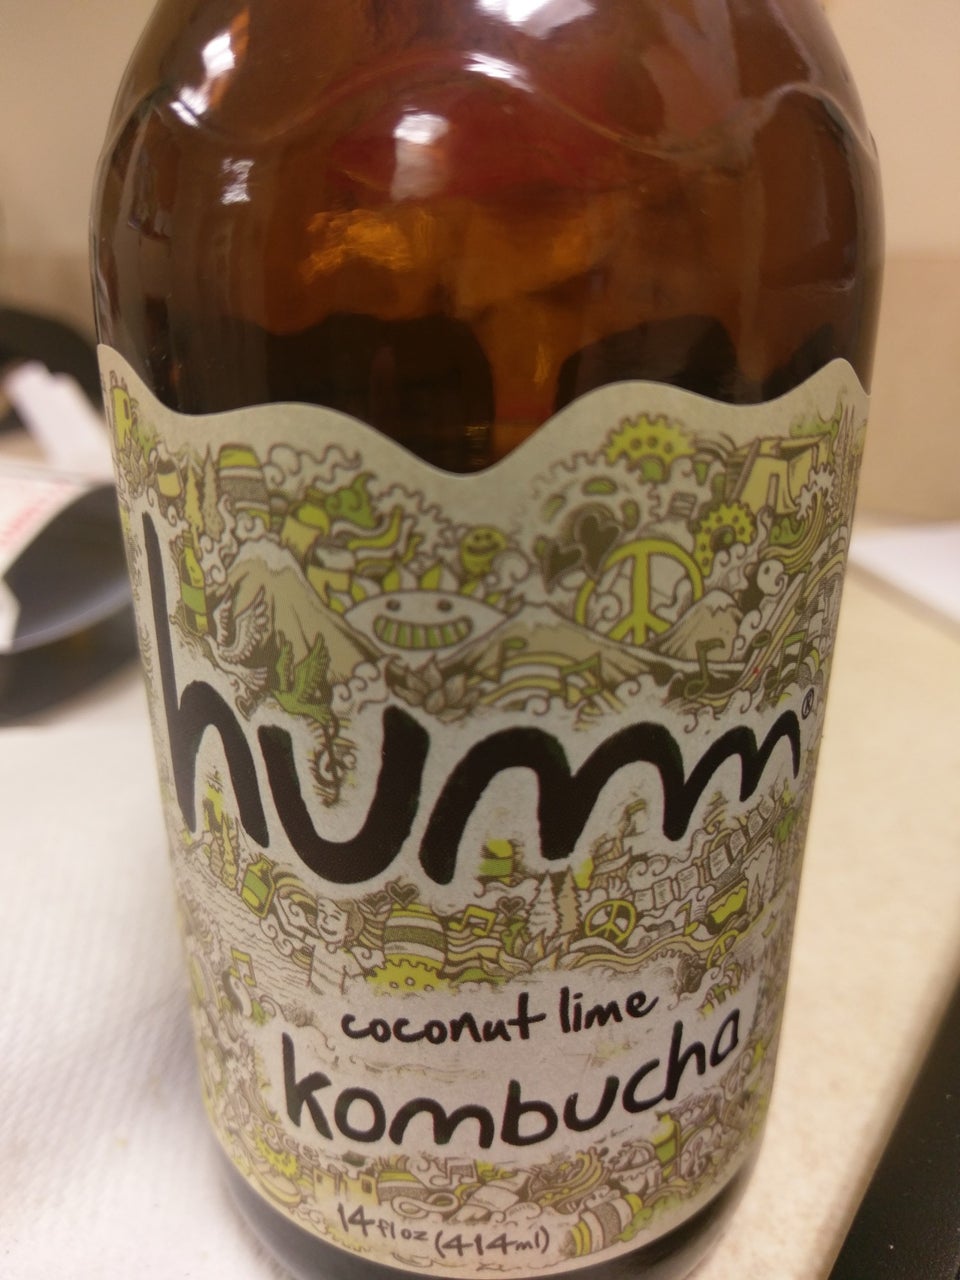 humm®
coconut lime
kombucha
14 fl oz (414 ml)